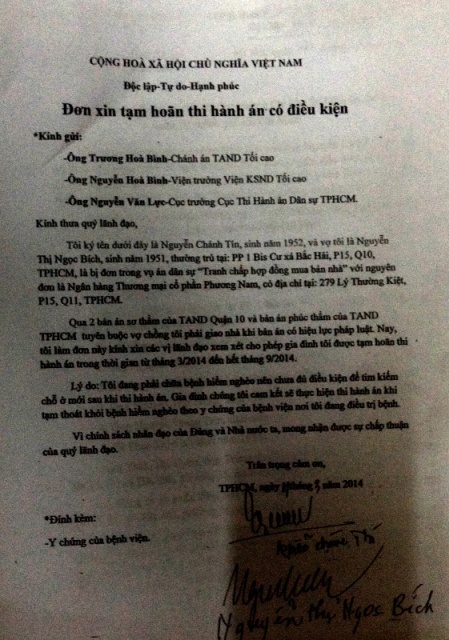 CỘNG HOÀ XÃ HỘI CHỦ NGHĨA VIỆT NAM
Độc lập-Tự do-Hạnh phúc
Đơn xin tạm hoãn thi hành án có điều kiện
*Kính gửi:
-Ông Trương Hoà Bình-Chánh án TAND Tối cao
-Ông Nguyễn Hoà Bình-Viện trưởng Viện KSND Tối cao
-Ông Nguyễn Văn Lực-Cục trưởng Cục Thi Hành án Dân sự TPHCM.
Kính thưa quý lãnh đạo,
Tôi ký tên dưới đây là Nguyễn Chánh Tín, sinh năm 1952, và vợ tôi là Nguyễn
Thị Ngọc Bích, sinh năm 1951, thường trú tại: PP 1 Bis Cư xá Bắc Hải, P15, Q10,
TPHCM, là bị đơn trong vụ án dân sự “Tranh chấp hợp đồng mua bán nhà” với nguyên
đơn là Ngân hàng Thương mại cổ phần Phương Nam, có địa chỉ tại: 279 Lý Thường Kiệt,
P15, Q11, TPHCM.
Qua 2 bản án sơ thẩm của TAND Quận 10 và bản án phúc thẩm của TAND
TPHCM tuyên buộc vợ chồng tôi phải giao nhà khi bản án có hiệu lực pháp luật. Nay,
tôi làm đơn này kính xin các vị lãnh đạo xem xét cho phép gia đình tôi được tạm hoãn thi
hành án trong thời gian từ tháng 3/2014 đến hết tháng 9/2014.
Lý do: Tôi đang phải chữa bệnh hiểm nghèo nên chưa đủ điều kiện để tìm kiếm
chỗ ở mới sau khi thi hành án. Gia đình chúng tôi cam kết sẽ thực hiện thi hành án khi
tạm thoát khỏi bệnh hiểm nghèo theo y chứng của bệnh viện nơi tôi đang điều trị bệnh.
Vì chính sách nhân đạo của Đảng và Nhà nước ta, mong nhận được sự chấp thuận
của quý lãnh đạo.
Trân trọng cảm ơn,
TPHCM, ngày tháng năm 2014
*Đính kèm:
-Y chứng của bệnh viện.
Nguyễn Thị Ngọc Bích